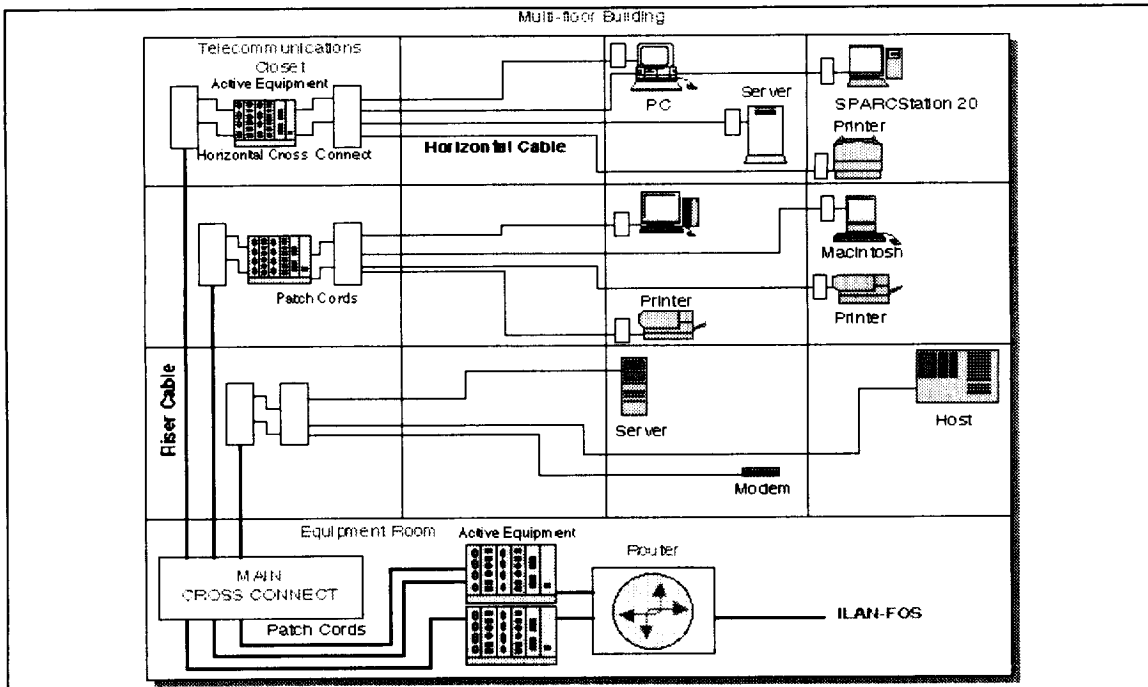 Multi-floor Building
Telecommunications
Closet
Active Equipment
Horizontal Cross Connect
Horizontal Cable
PC
Server
SPARCStation 20
Printer
Patch Cords
Macintosh
Printer
Printer
Riser Cable
Server
Host
Modem
Equipment Room
Active Equipment
Router
MAIN
CROSS CONNECT
Patch Cords
ILAN-FOS